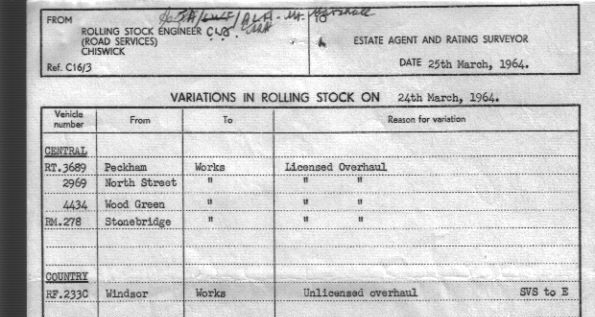 FROM
TO
ROLLING STOCK ENGINEER
(ROAD SERVICES)
CHISWICK
ESTATE AGENT AND RATING SURVEYOR
Ref. C16/3
DATE 25th March, 1964.
VARIATIONS IN ROLLING STOCK ON 24th March, 1964.
Vehicle number From To Reason for variation
CENTRAL
RT.3689 Peckham Works Licensed Overhaul
2969 North Street " " "
4434 Wood Green " " "
RM.278 Stonebridge " " "
COUNTRY
RF.233C Windsor Works Unlicensed overhaul SVS to E